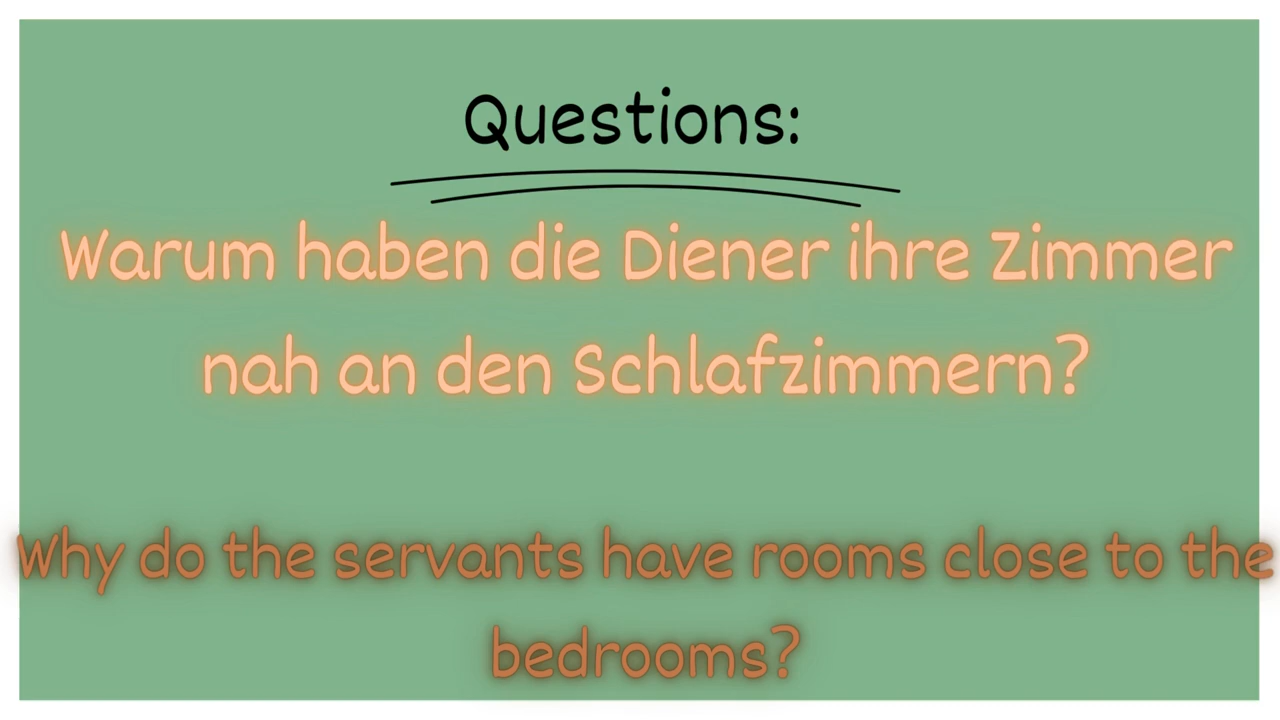 Questions:
Warum haben die Diener ihre Zimmer
nah an den Schlafzimmern?
Why do the servants have rooms close to the
bedrooms?